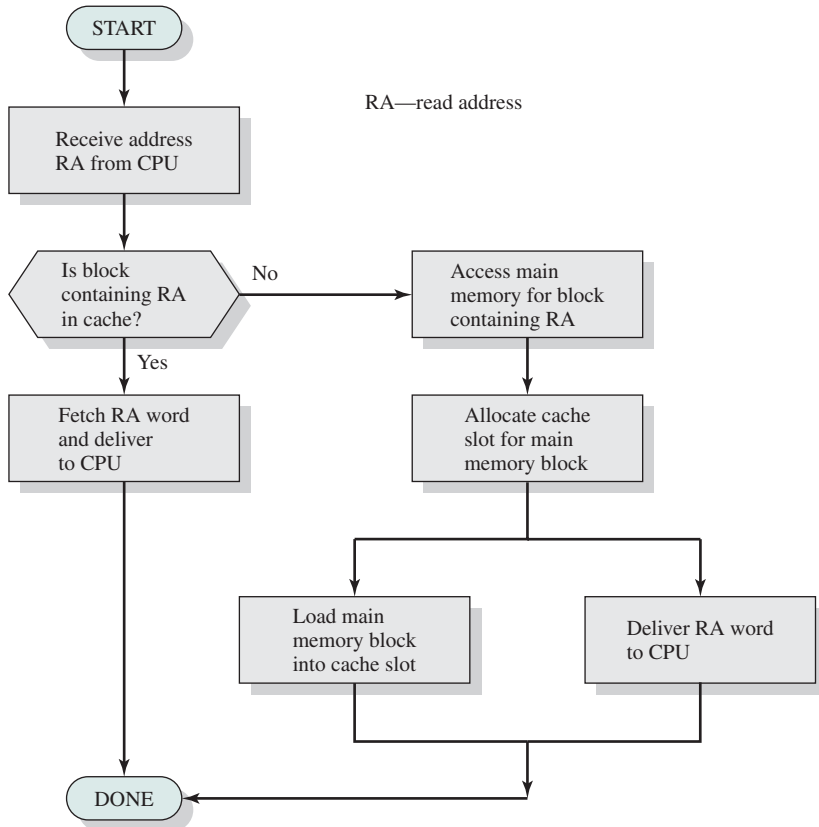 START
RA—read address
Receive address
RA from CPU
Is block
containing RA
in cache?
No
Access main
memory for block
containing RA
Yes
Fetch RA word
and deliver
to CPU
Allocate cache
slot for main
memory block
Load main
memory block
into cache slot
Deliver RA word
to CPU
DONE